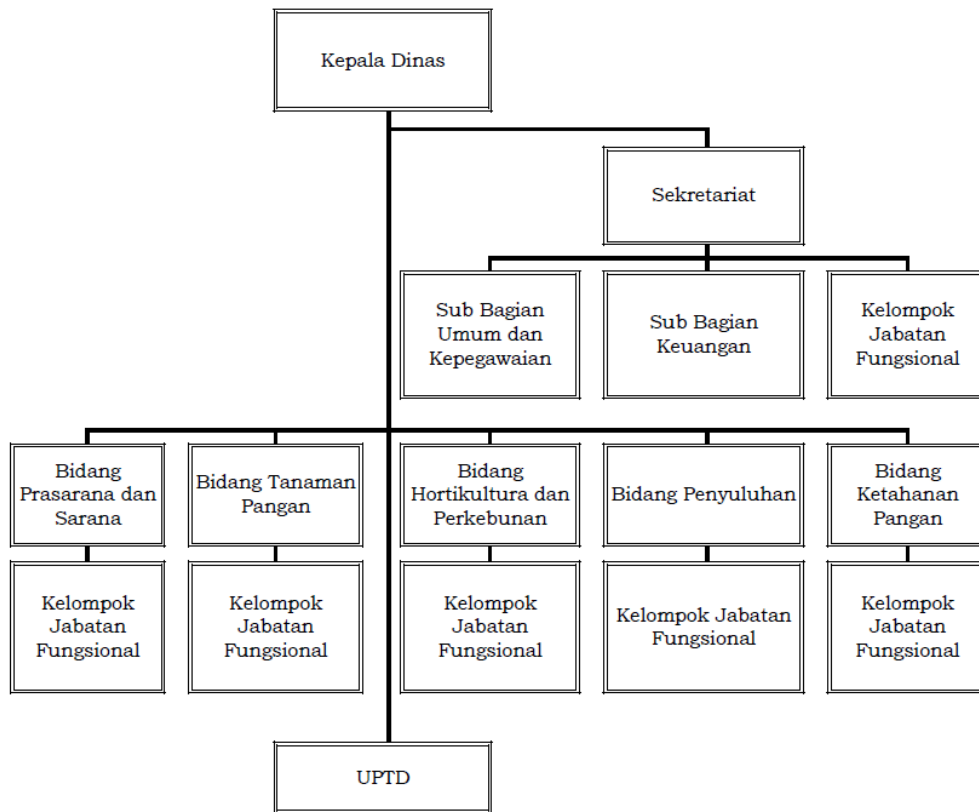 Kepala Dinas
Sekretariat
Sub Bagian
Umum dan
Kepegawaian
Sub Bagian
Keuangan
Kelompok
Jabatan
Fungsional
Bidang
Prasarana dan
Sarana
Bidang Tanaman
Pangan
Bidang
Hortikultura dan
Perkebunan
Bidang Penyuluhan
Bidang
Ketahanan
Pangan
Kelompok
Jabatan
Fungsional
Kelompok
Jabatan
Fungsional
Kelompok
Jabatan
Fungsional
Kelompok Jabatan
Fungsional
Kelompok
Jabatan
Fungsional
UPTD